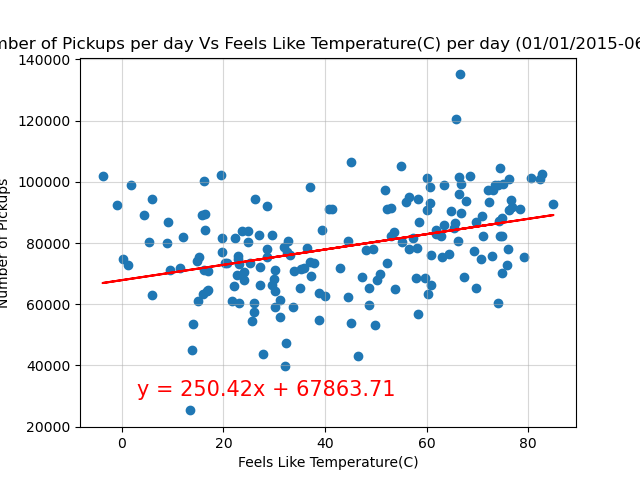 of Pickups per day Vs Feels Like Temperature(C) per day (01/01/2015-06
140000
120000
100000
80000
60000
40000
20000
Number of Pickups
y = 250.42x + 67863.71
0 20 40 60 80
Feels Like Temperature(C)